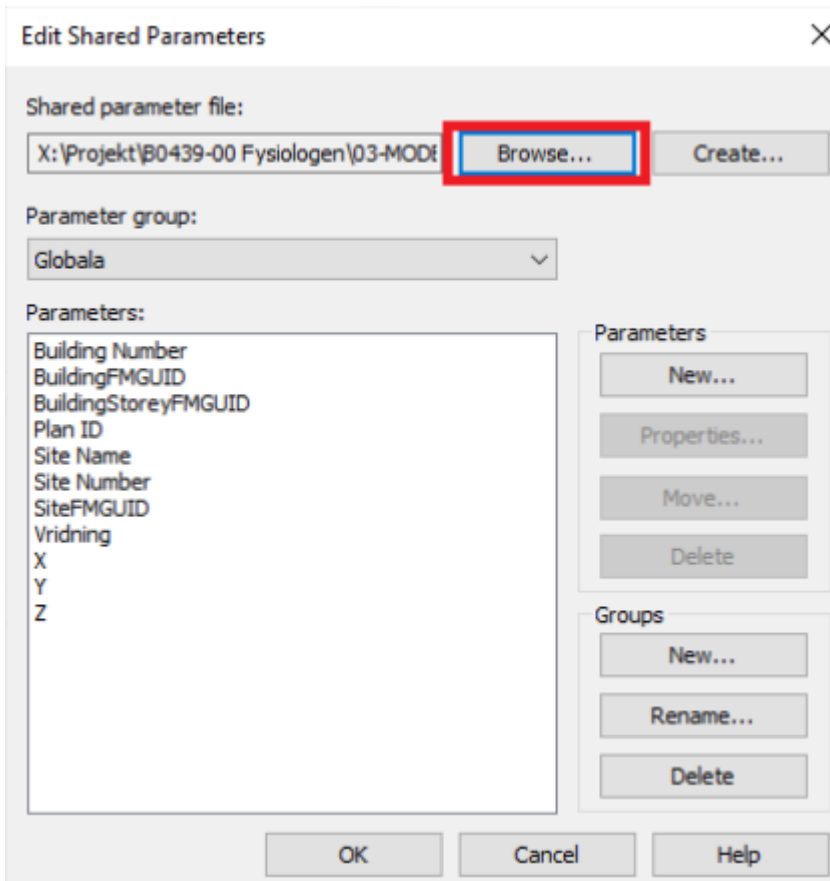 Edit Shared Parameters
Shared parameter file:
X:\Projekt\B0439-00 Fysiologen\03-MODE
Browse...
Create...
Parameter group:
Globala
Parameters:
Building Number
BuildingFMGUID
BuildingStoreyFMGUID
Plan ID
Site Name
Site Number
SiteFMGUID
Vridning
X
Y
Z
Parameters
New...
Properties...
Move...
Delete
Groups
New...
Rename...
Delete
OK
Cancel
Help